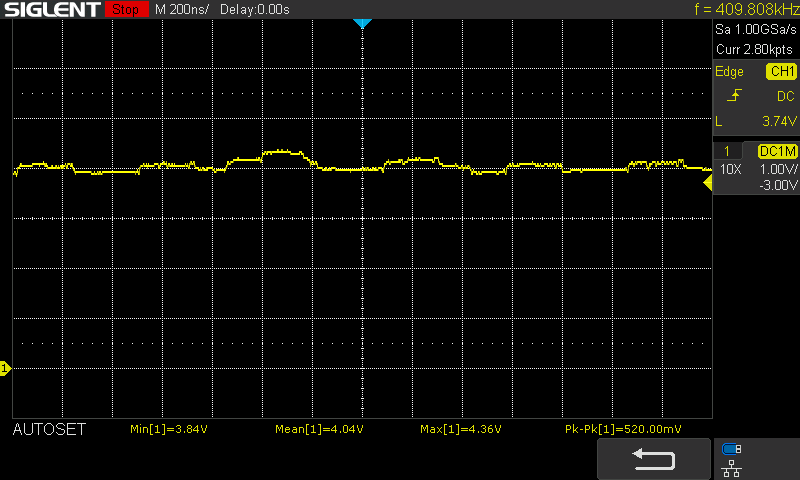 SIGLENT Stop M 200ns/ Delay:0.00s f = 409.808kHz
Sa 1.00GSa/s
Curr 2.80kpts
Edge CH1
DC
L 3.74V
1 DC1M
10X 1.00V/
-3.00V
1
AUTOSET Min[1]=3.84V Mean[1]=4.04V Max[1]=4.36V Pk-Pk[1]=520.00mV